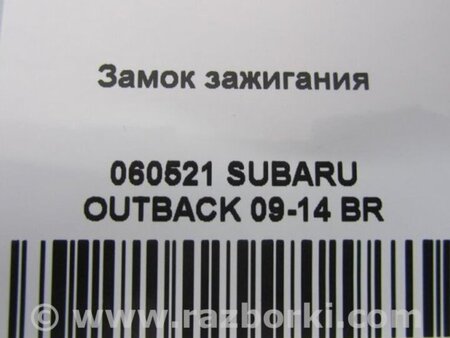 Замок зажигания
060521 SUBARU
OUTBACK 09-14 BR
© www.razborki.com